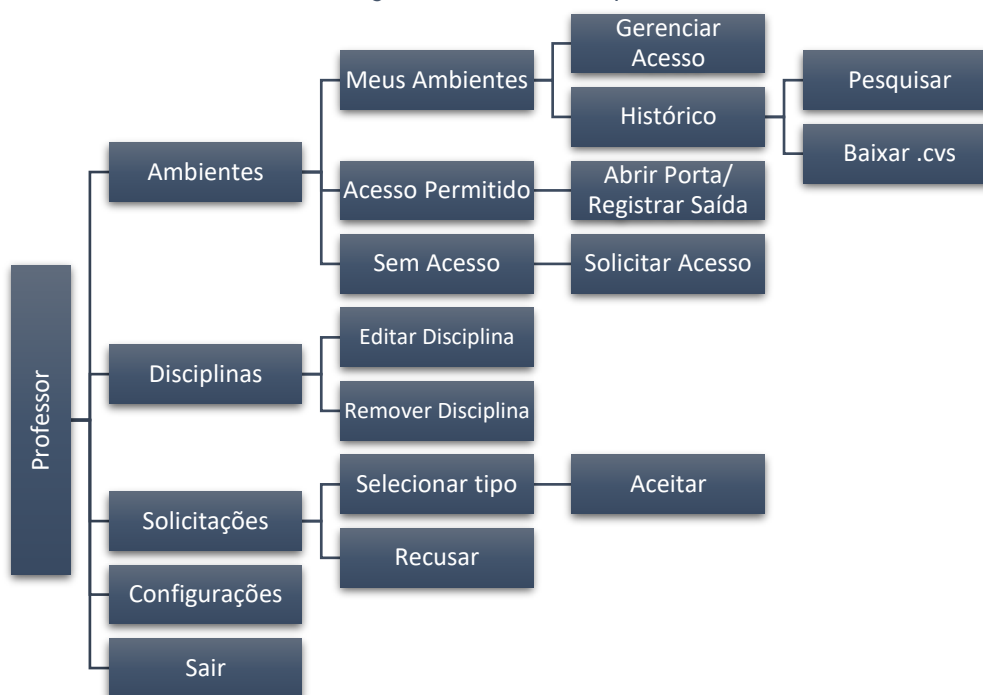 Professor
Ambientes
Meus Ambientes
Gerenciar
Acesso
Histórico
Pesquisar
Baixar .cvs
Acesso Permitido
Abrir Porta/
Registrar Saída
Sem Acesso
Solicitar Acesso
Disciplinas
Editar Disciplina
Remover Disciplina
Solicitações
Selecionar tipo
Aceitar
Recusar
Configurações
Sair